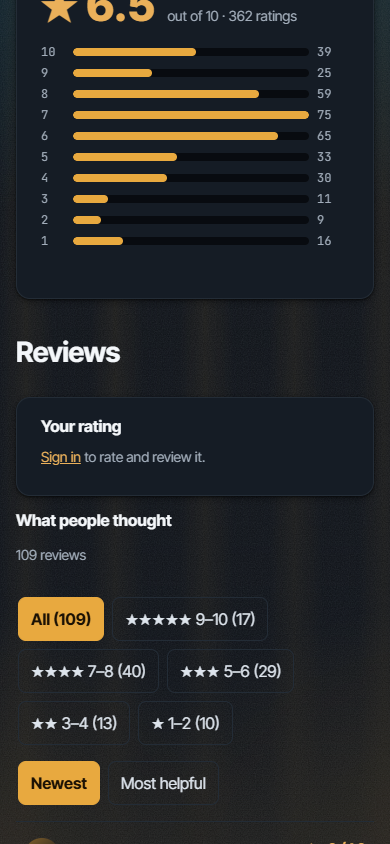 ★ 6.5 out of 10 · 362 ratings
10 39
9 25
8 59
7 75
6 65
5 33
4 30
3 11
2 9
1 16
Reviews
Your rating
Sign in to rate and review it.
What people thought
109 reviews
All (109) ★★★★★ 9–10 (17)
★★★★ 7–8 (40) ★★★ 5–6 (29)
★★ 3–4 (13) ★ 1–2 (10)
Newest Most helpful